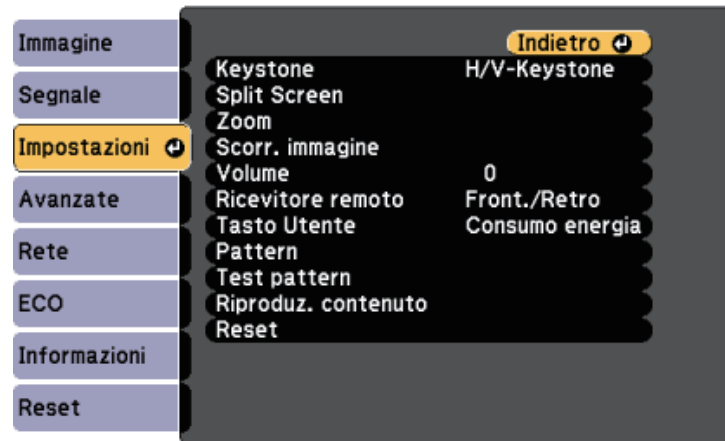 Immagine
Segnale
Impostazioni
Avanzate
Rete
ECO
Informazioni
Reset
Indietro
Keystone H/V-Keystone
Split Screen
Zoom
Scorr. immagine
Volume 0
Ricevitore remoto Front./Retro
Tasto Utente Consumo energia
Pattern
Test pattern
Riproduz. contenuto
Reset